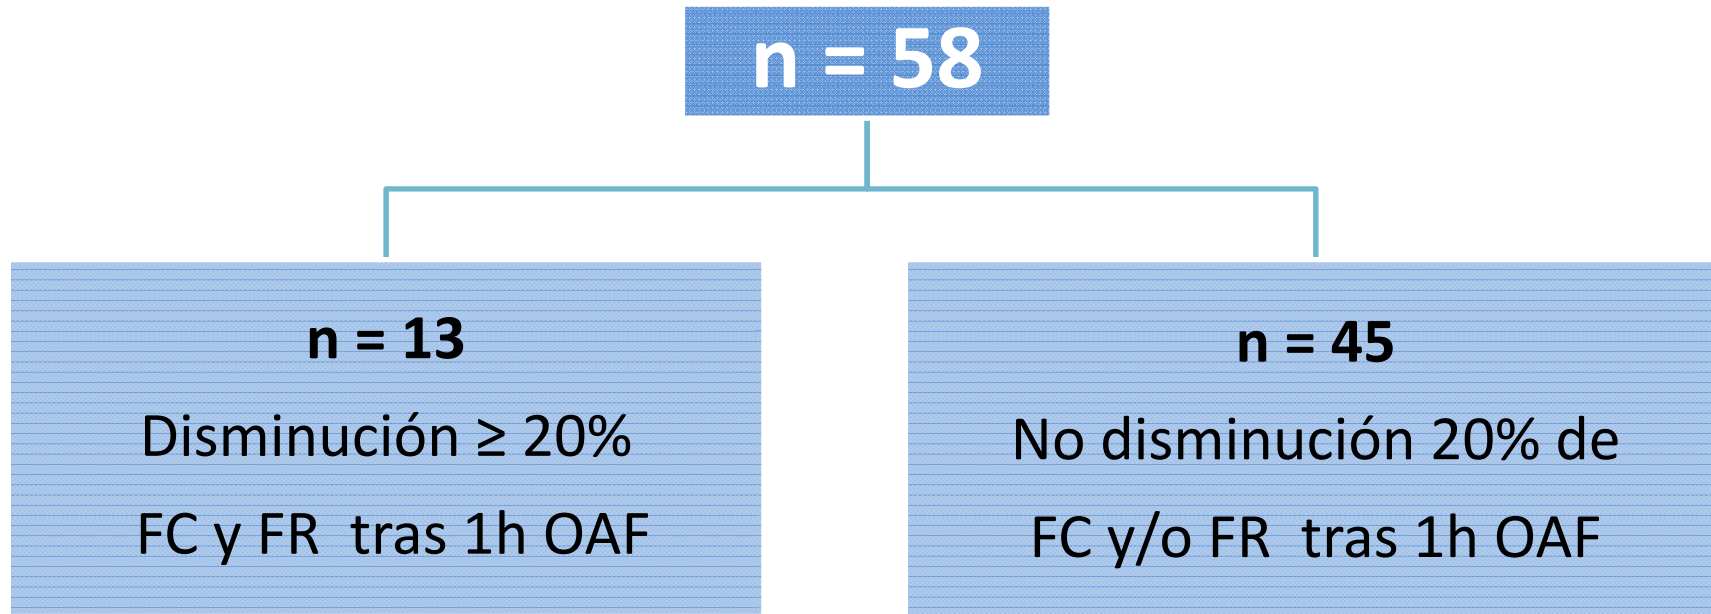 n = 58
n = 13
Disminución ≥ 20%
FC y FR tras 1h OAF
n = 45
No disminución 20% de
FC y/o FR tras 1h OAF